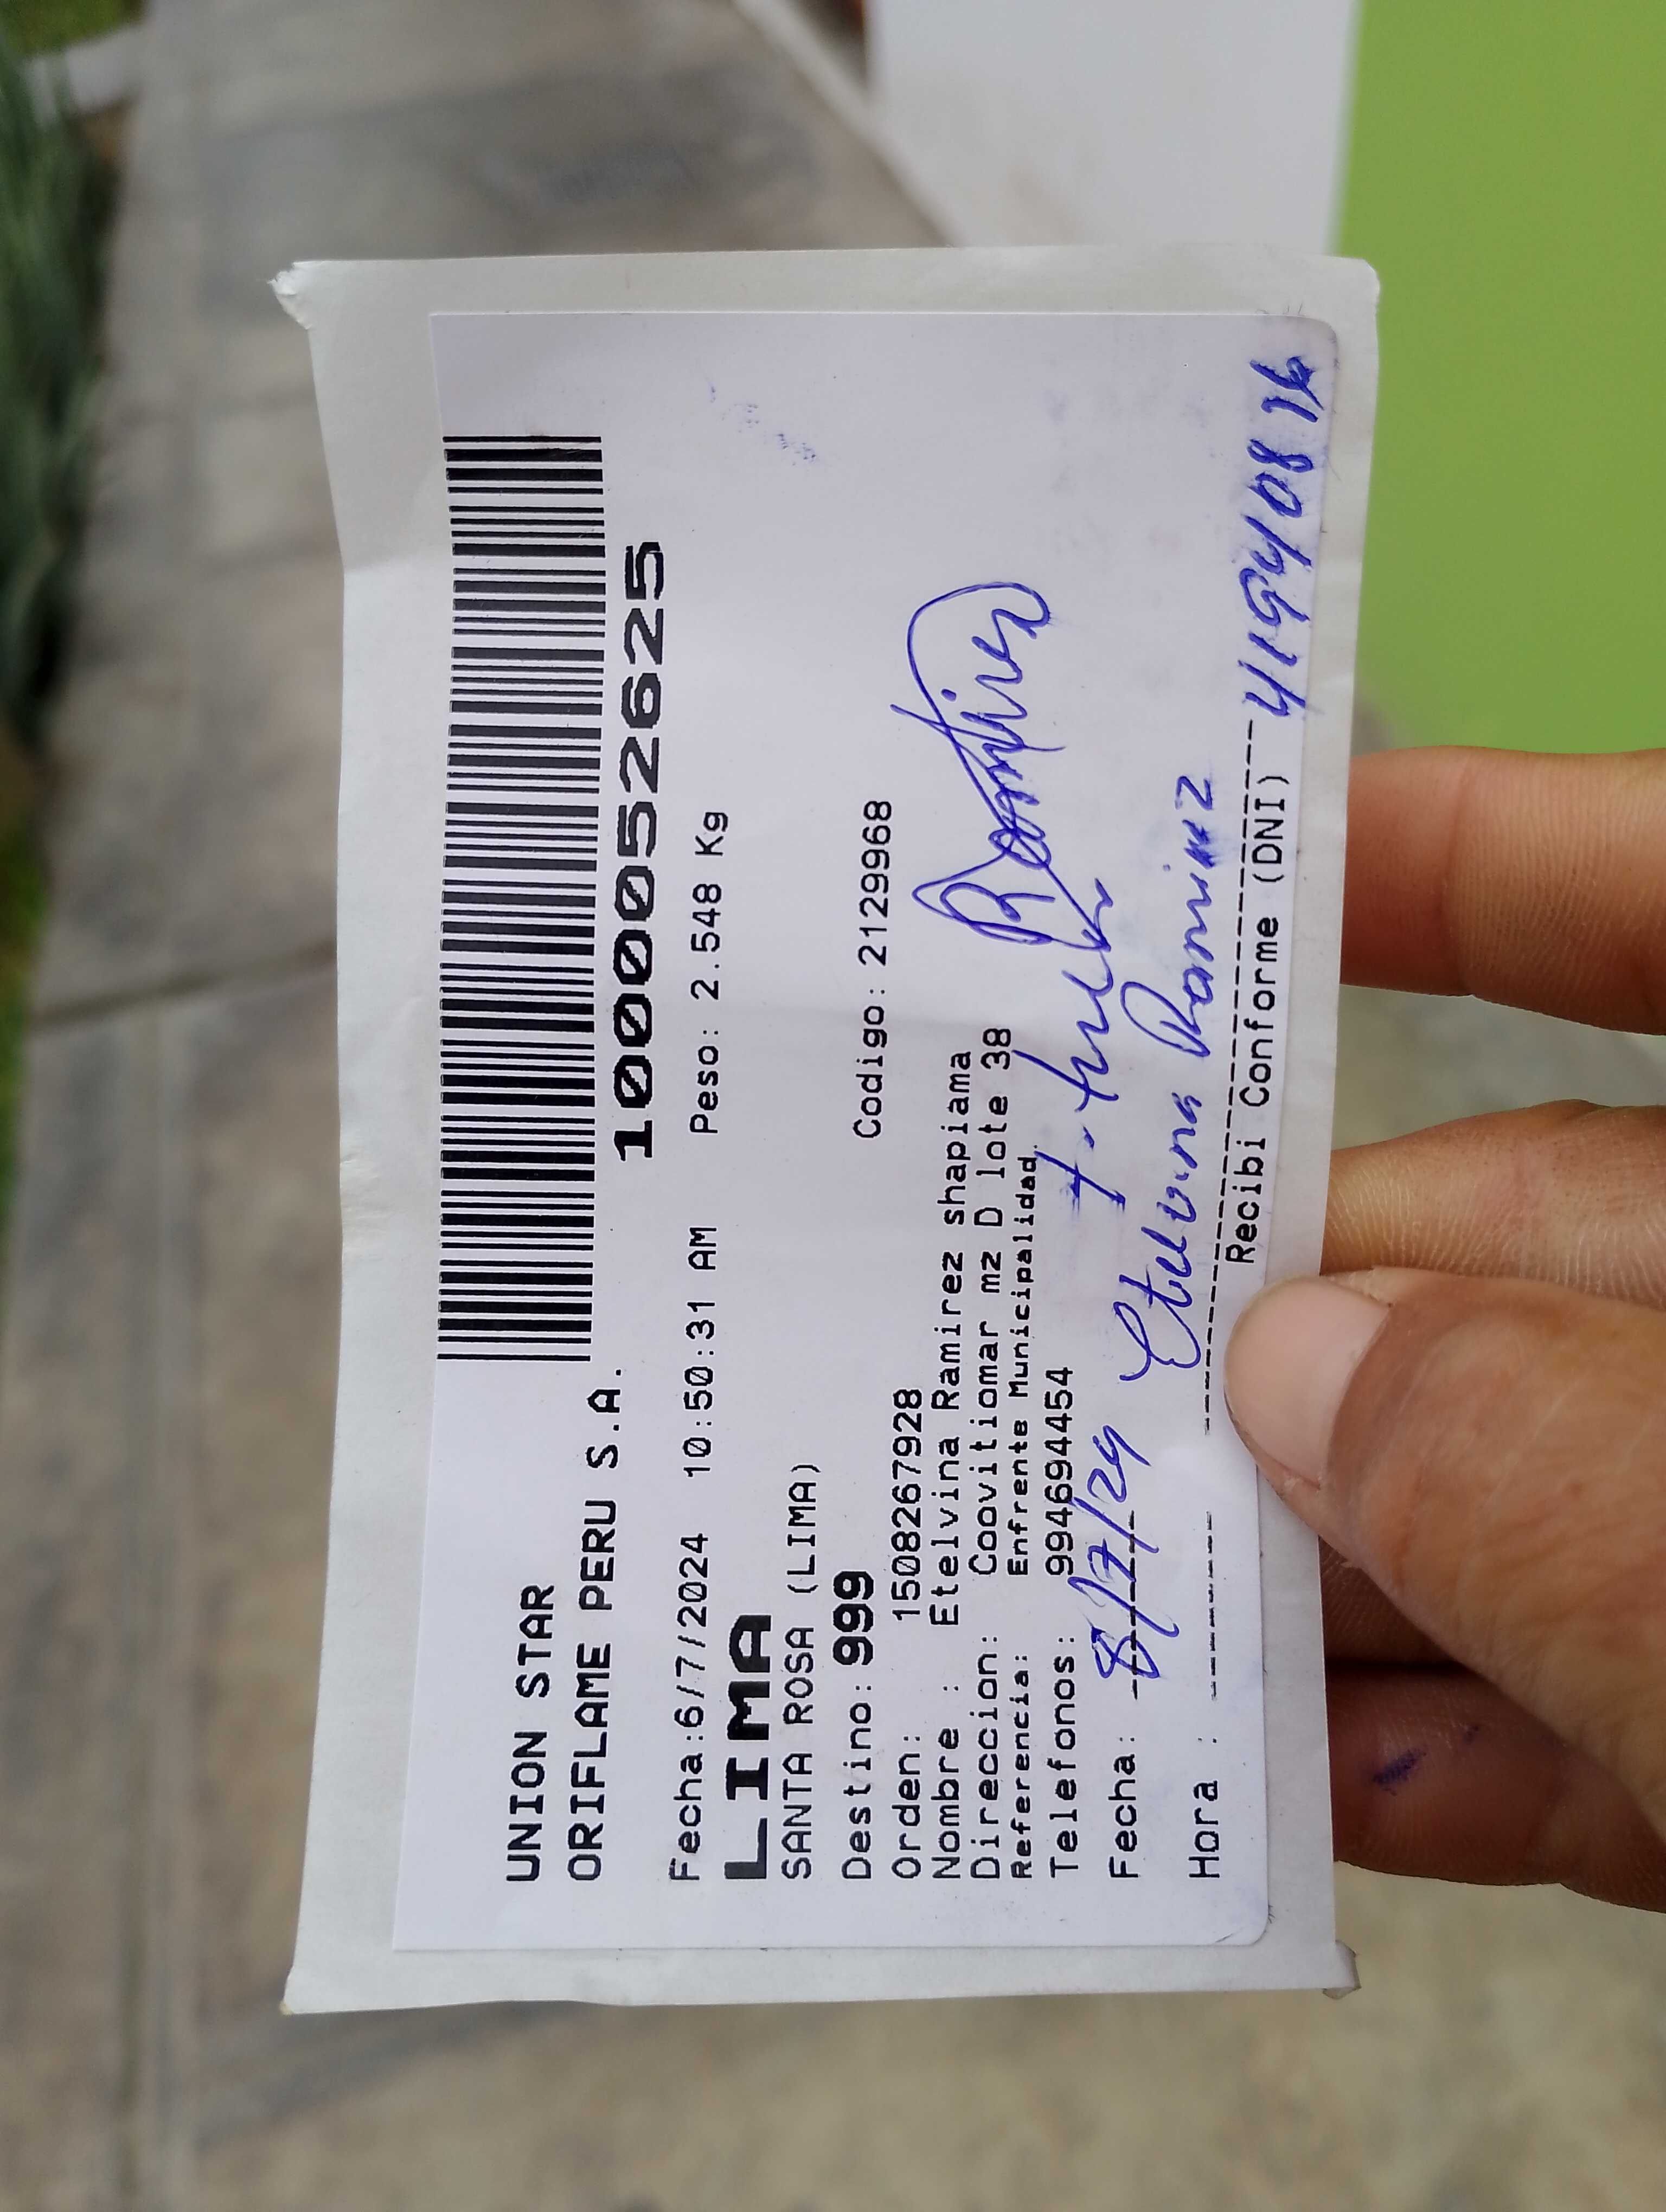 UNION STAR
ORIFLAME PERU S.A.
10000526​25
Fecha:6/7/2024 10:50:31 AM Peso: 2.548 Kg
LIMA
SANTA ROSA (LIMA)
Destino: 999 Codigo: 2129968
Orden: 1508267928
Nombre : Etelvina Ramirez shapiama
Direccion: Coovitiomar mz D lote 38
Referencia: Enfrente Municipalidad
Telefonos: 994694454
Fecha: 8/7/24
Etelvina Ramirez
Hora :
Recibi Conforme (DNI)